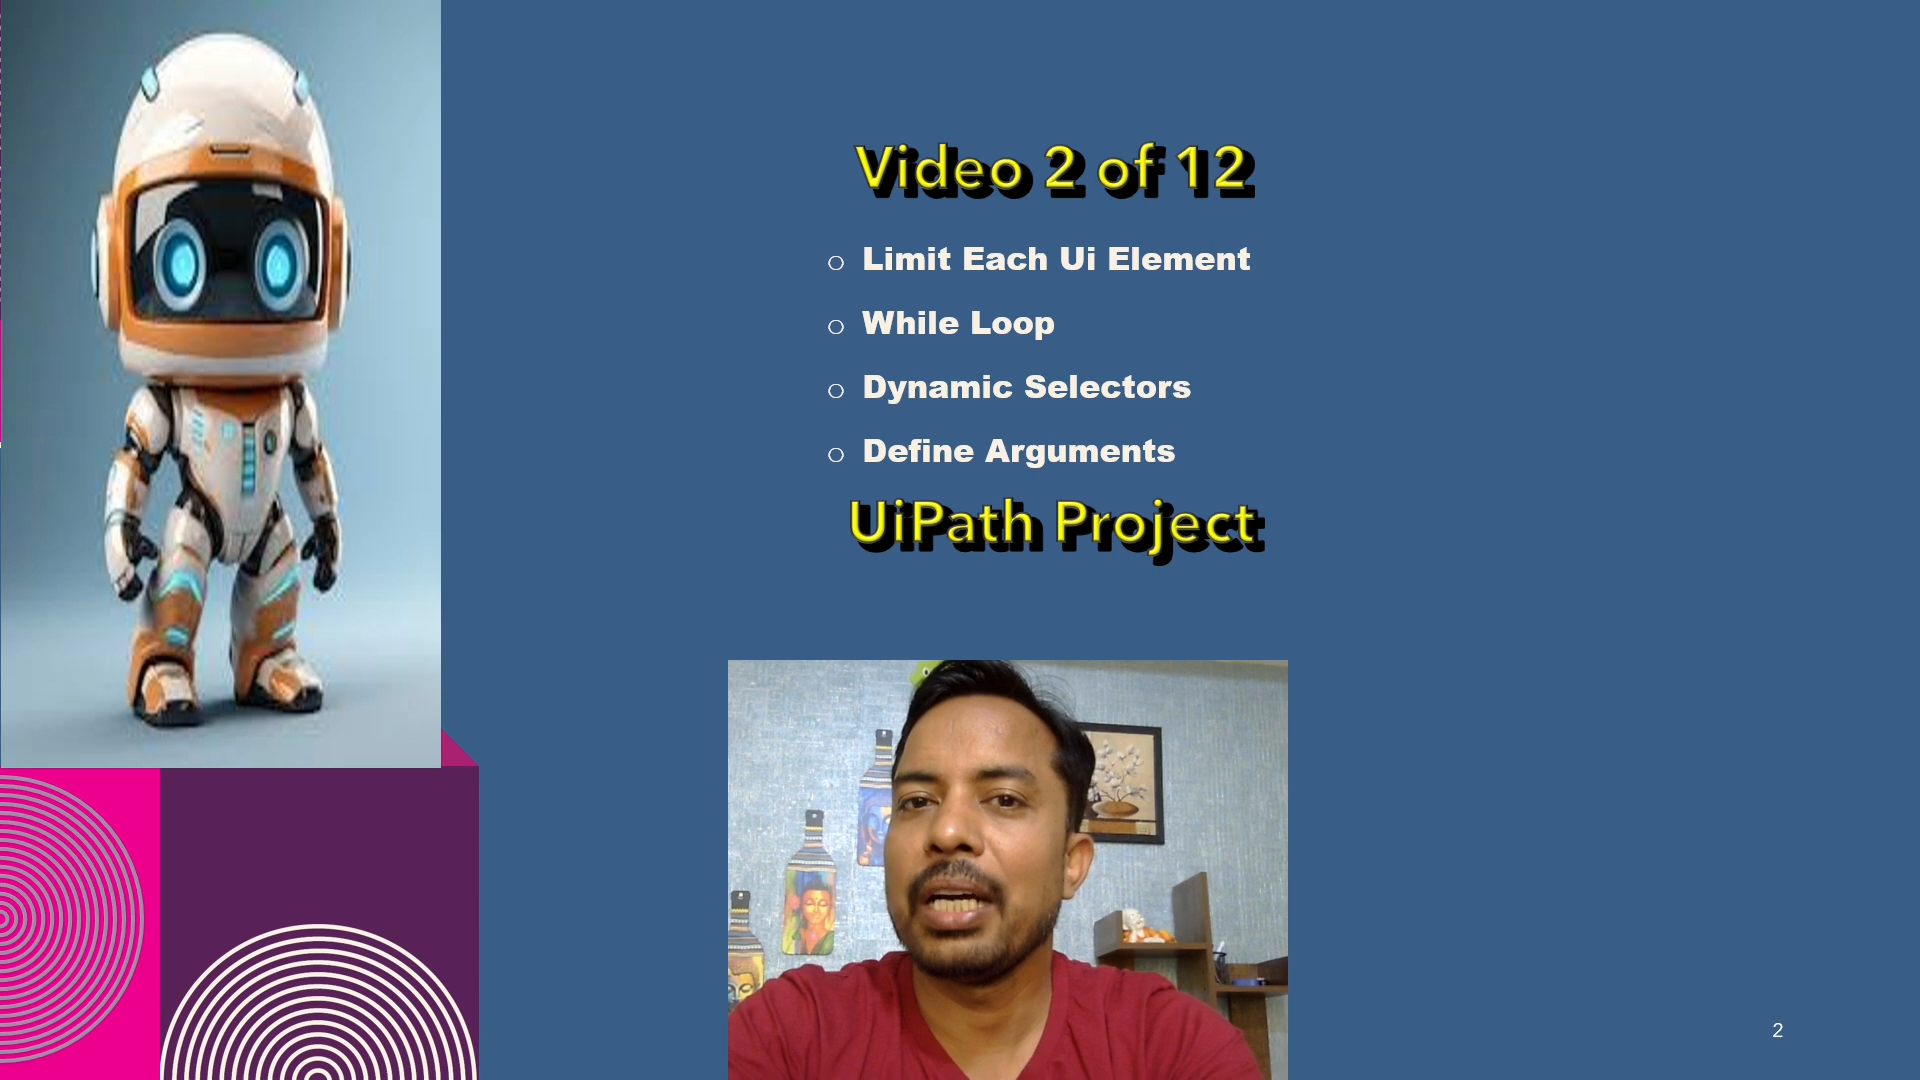 Video 2 of 12
Limit Each Ui Element
While Loop
Dynamic Selectors
Define Arguments
UiPath Project
2